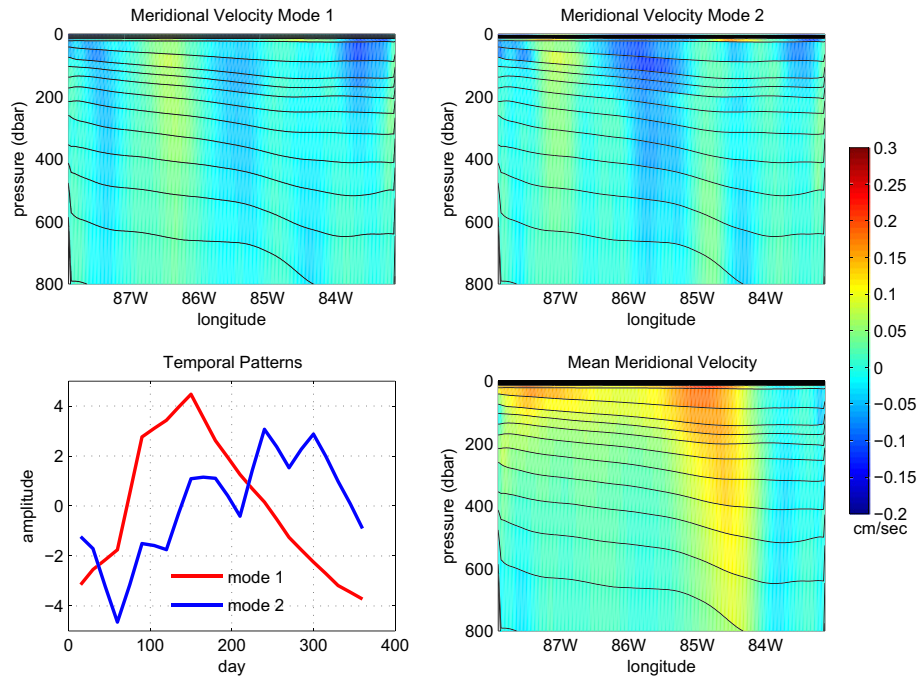 Meridional Velocity Mode 1
0
200
400
600
800
pressure (dbar)
87W 86W 85W 84W
longitude
Meridional Velocity Mode 2
0
200
400
600
800
pressure (dbar)
87W 86W 85W 84W
longitude
0.3
0.25
0.2
0.15
0.1
0.05
0
−0.05
−0.1
−0.15
−0.2
cm/sec
Temporal Patterns
4
2
0
−2
−4
amplitude
mode 1
mode 2
0 100 200 300 400
day
Mean Meridional Velocity
0
200
400
600
800
pressure (dbar)
87W 86W 85W 84W
longitude